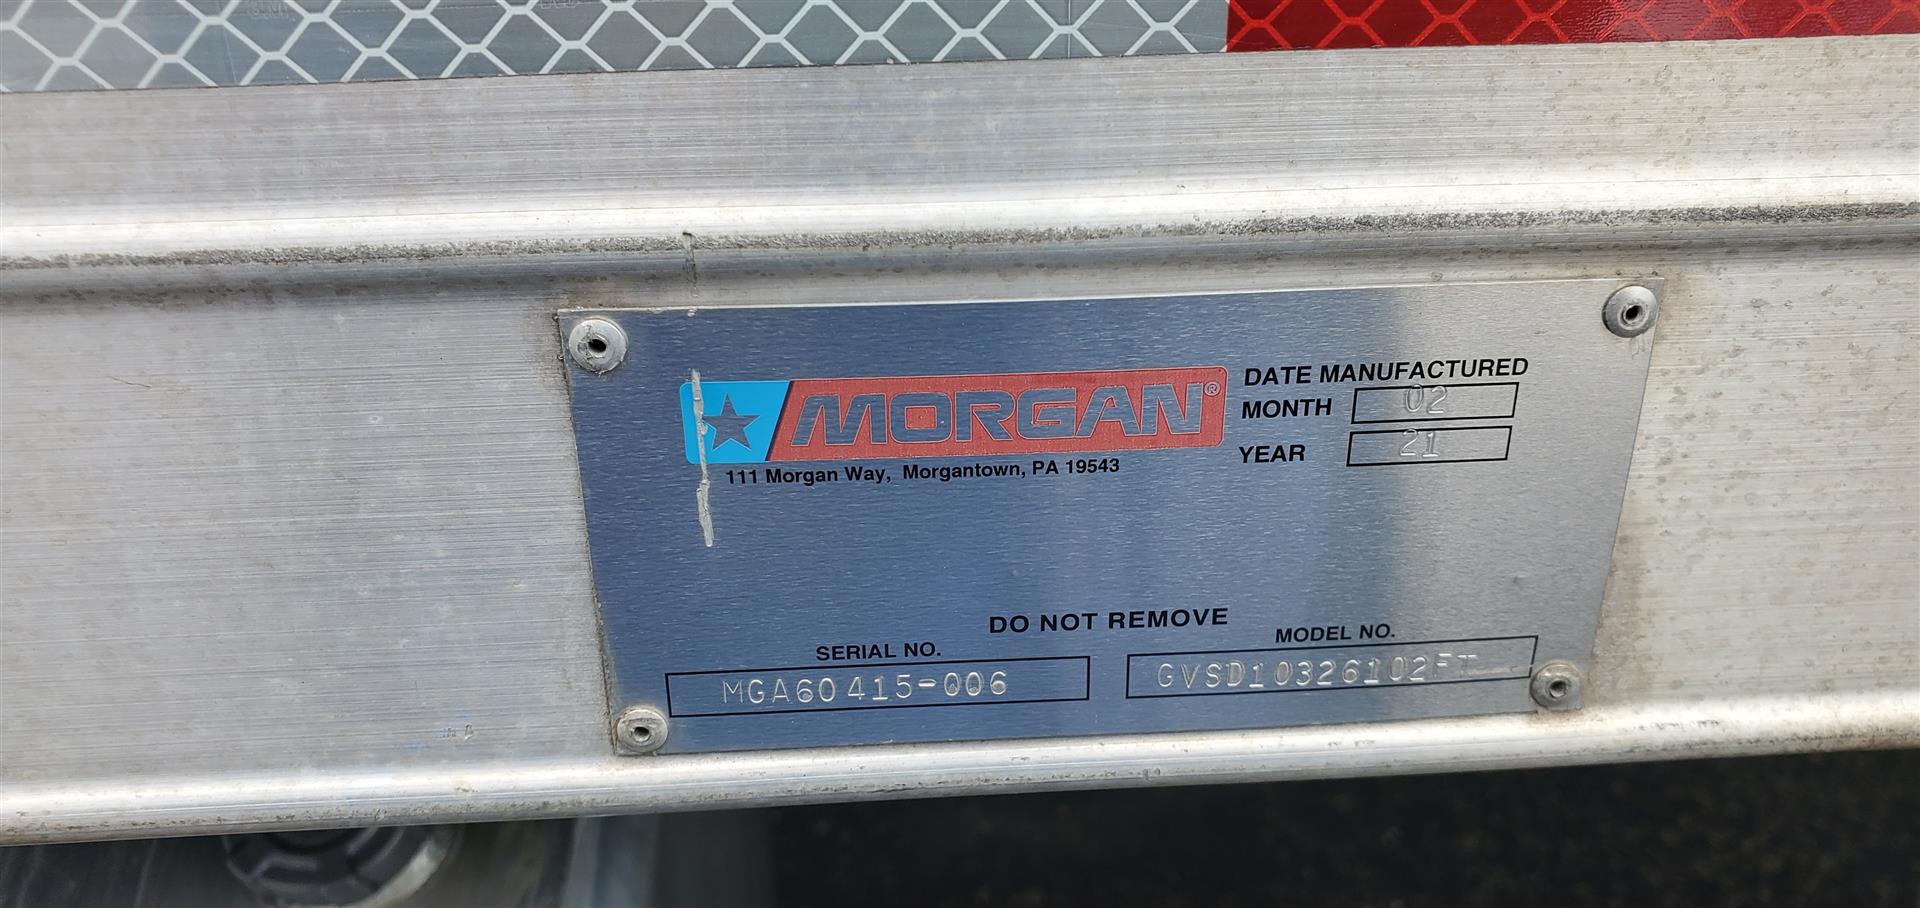 MORGAN®
111 Morgan Way, Morgantown, PA 19543
DATE MANUFACTURED
MONTH 02
YEAR 21
DO NOT REMOVE
SERIAL NO.
MGA60415-006
MODEL NO.
GVSD10326102FT